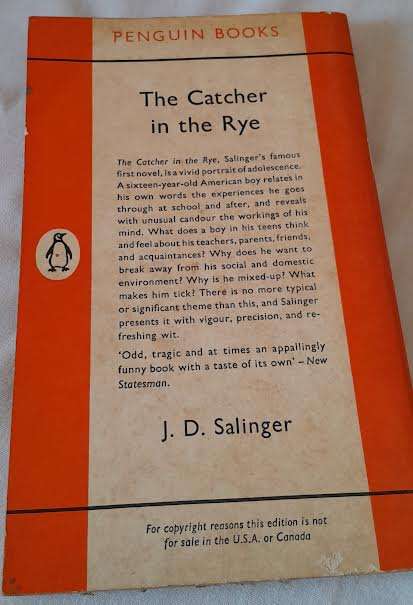 PENGUIN BOOKS
The Catcher
in the Rye
The Catcher in the Rye, Salinger's famous
first novel, is a vivid portrait of adolescence.
A sixteen-year-old American boy relates in
his own words the experiences he goes
through at school and after, and reveals
with unusual candour the workings of his
mind. What does a boy in his teens think
and feel about his teachers, parents, friends,
and acquaintances? Why does he want to
break away from his social and domestic
environment? Why is he mixed-up? What
makes him tick? There is no more typical
or significant theme than this, and Salinger
presents it with vigour, precision, and re-
freshing wit.
'Odd, tragic and at times an appallingly
funny book with a taste of its own' – New
Statesman.
J. D. Salinger
For copyright reasons this edition is not
for sale in the U.S.A. or Canada